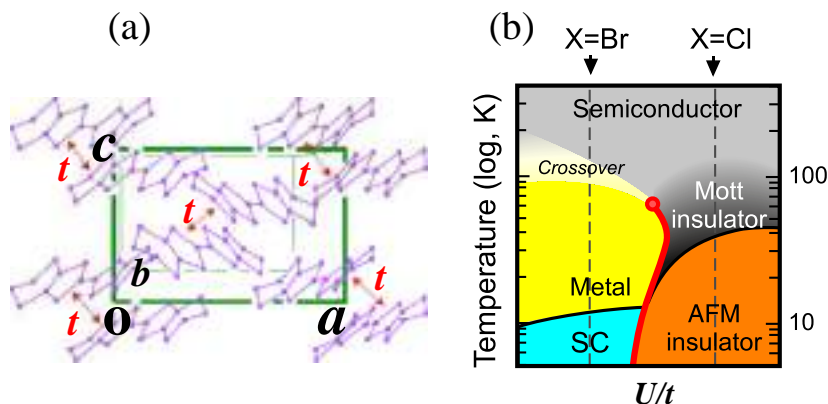 (a)
(b)
X=Br
X=Cl
c
t
t
t
b
t
t
o
a
Temperature (log, K)
Semiconductor
Crossover
100
Mott
insulator
Metal
AFM
insulator
10
SC
U/t